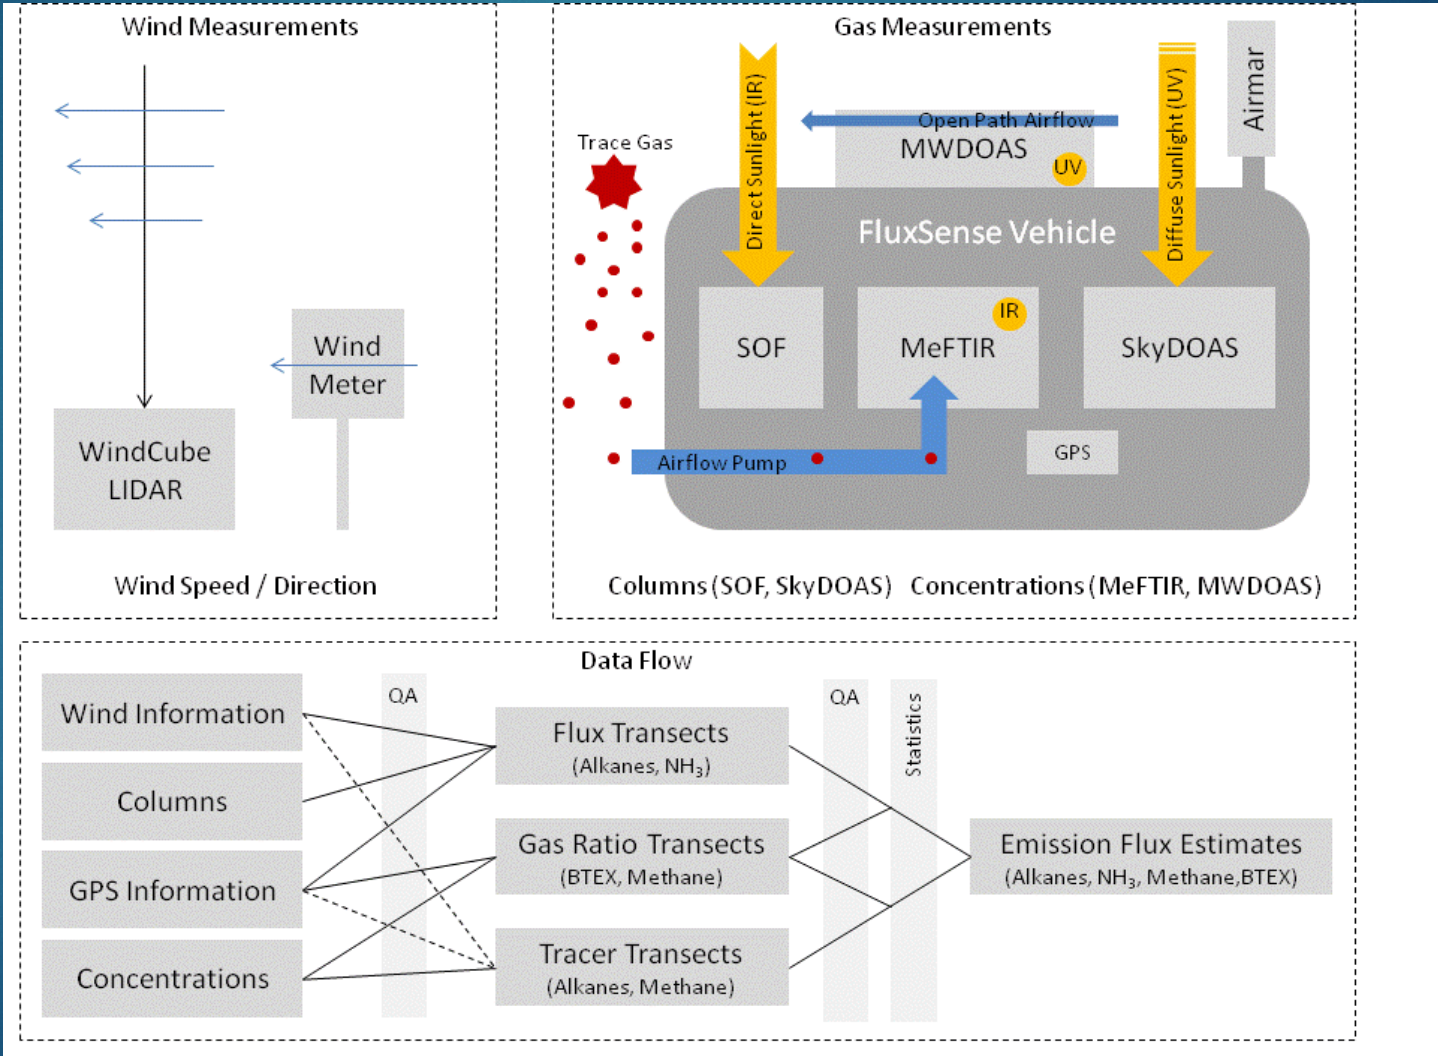 Wind Measurements
Wind
Meter
WindCube
LIDAR
Wind Speed / Direction
Gas Measurements
Trace Gas
Direct Sunlight (IR)
Open Path Airflow
MWDOAS
UV
Diffuse Sunlight (UV)
Airmar
FluxSense Vehicle
SOF
IR
MeFTIR
SkyDOAS
GPS
Airflow Pump
Columns (SOF, SkyDOAS)
Concentrations (MeFTIR, MWDOAS)
Data Flow
Wind Information
Columns
GPS Information
Concentrations
QA
Flux Transects
(Alkanes, NH₃)
Gas Ratio Transects
(BTEX, Methane)
Tracer Transects
(Alkanes, Methane)
QA
Statistics
Emission Flux Estimates
(Alkanes, NH₃, Methane,BTEX)